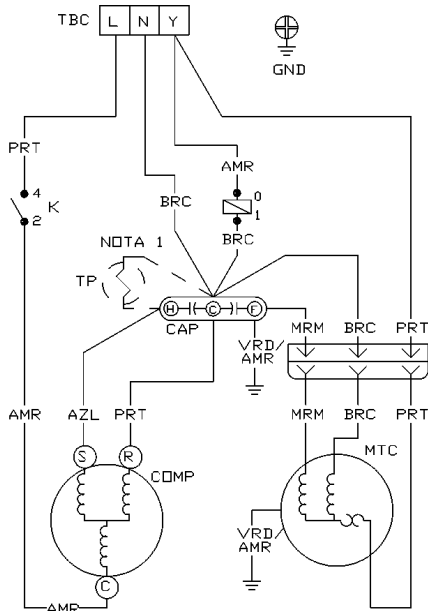 TBC L N Y
GND
PRT
AMR
4
K
2
BRC
0
1
BRC
NOTA 1
TP
H C F
CAP
MRM BRC PRT
VRD/
AMR
AMR AZL PRT
MRM BRC PRT
S R
COMP
MTC
VRD/
AMR
C
AMR